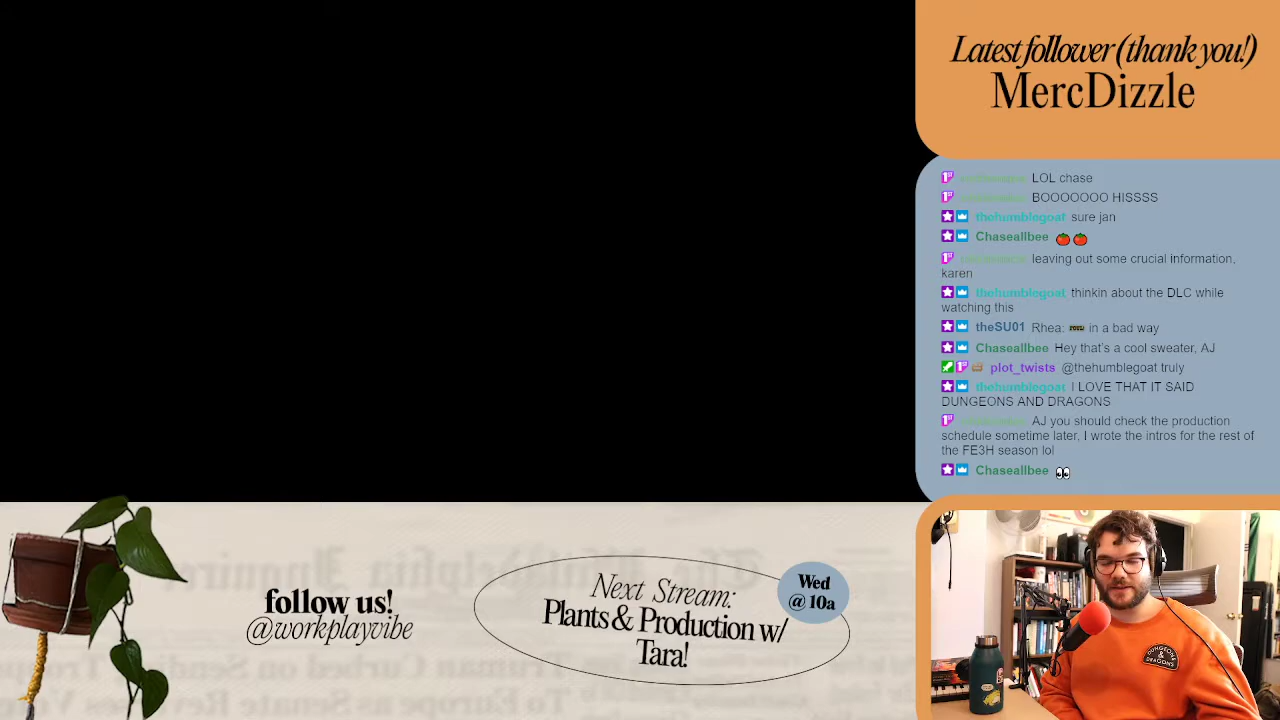 Latest follower (thank you!)
MercDizzle
LOL chase
BOOOOOOO HISSSS
thehumblegoat sure jan
Chaseallbee
leaving out some crucial information,
karen
thehumblegoat thinkin about the DLC while
watching this
theSU01 Rhea: in a bad way
Chaseallbee Hey that's a cool sweater, AJ
plot_twists @thehumblegoat truly
thehumblegoat I LOVE THAT IT SAID
DUNGEONS AND DRAGONS
AJ you should check the production
schedule sometime later, I wrote the intros for the rest of
the FE3H season lol
Chaseallbee
follow us!
@workplayvibe
Next Stream:
Plants & Production w/
Tara!
Wed
@ 10a
DUNGEONS
&
DRAGONS